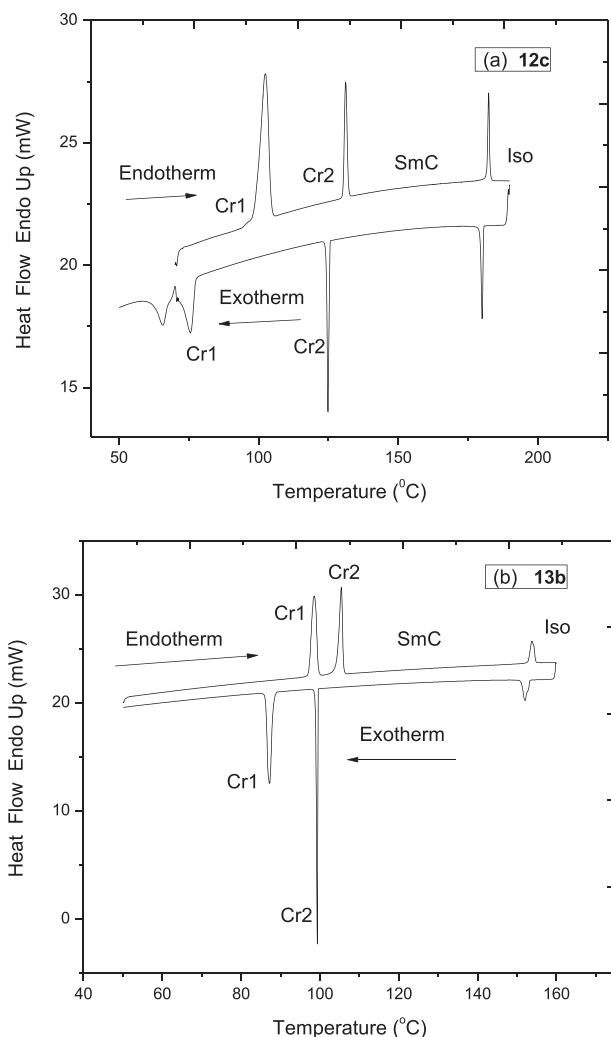 30
25
20
15
Heat Flow Endo Up (mW)
(a) 12c
Endotherm
Cr1
Cr2
SmC
Iso
Exotherm
Cr1
Cr2
50 100 150 200
Temperature (⁰C)
30
20
10
0
Heat Flow Endo Up (mW)
(b) 13b
Cr2
Cr1
Endotherm
SmC
Iso
Exotherm
Cr1
Cr2
40 60 80 100 120 140 160
Temperature (°C)